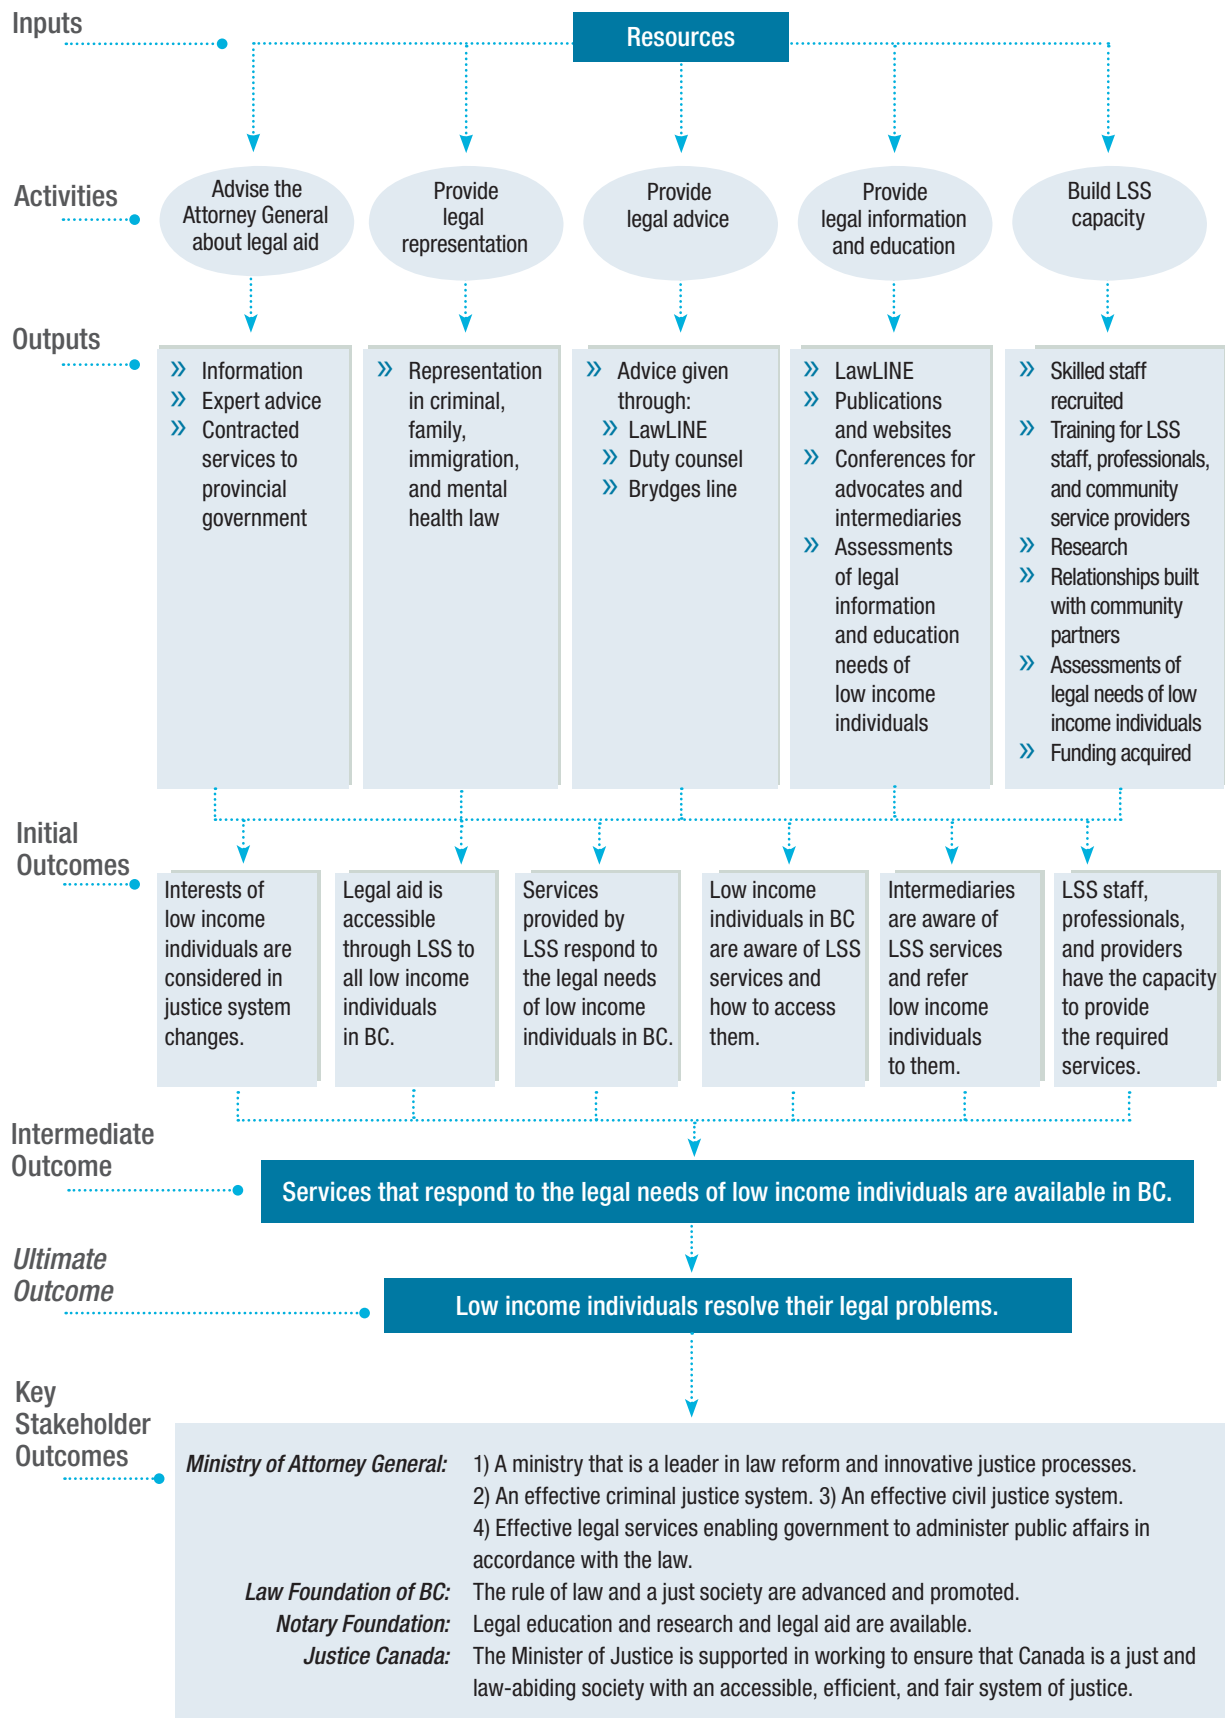 Inputs
Resources
Activities
Advise the
Attorney General
about legal aid
Provide
legal
representation
Provide
legal advice
Provide
legal information
and education
Build LSS
capacity
Outputs
» Information
» Expert advice
» Contracted
services to
provincial
government
» Representation
in criminal,
family,
immigration,
and mental
health law
» Advice given
through:
» LawLINE
» Duty counsel
» Brydges line
» LawLINE
» Publications
and websites
» Conferences for
advocates and
intermediaries
» Assessments
of legal
information
and education
needs of
low income
individuals
» Skilled staff
recruited
» Training for LSS
staff, professionals,
and community
service providers
» Research
» Relationships built
with community
partners
» Assessments of
legal needs of low
income individuals
» Funding acquired
Initial
Outcomes
Interests of
low income
individuals are
considered in
justice system
changes.
Legal aid is
accessible
through LSS to
all low income
individuals
in BC.
Services
provided by
LSS respond to
the legal needs
of low income
individuals in BC.
Low income
individuals in BC
are aware of LSS
services and
how to access
them.
Intermediaries
are aware of
LSS services
and refer
low income
individuals
to them.
LSS staff,
professionals,
and providers
have the capacity
to provide
the required
services.
Intermediate
Outcome
Services that respond to the legal needs of low income individuals are available in BC.
Ultimate
Outcome
Low income individuals resolve their legal problems.
Key
Stakeholder
Outcomes
Ministry of Attorney General: 1) A ministry that is a leader in law reform and innovative justice processes.
2) An effective criminal justice system. 3) An effective civil justice system.
4) Effective legal services enabling government to administer public affairs in
accordance with the law.
Law Foundation of BC: The rule of law and a just society are advanced and promoted.
Notary Foundation: Legal education and research and legal aid are available.
Justice Canada: The Minister of Justice is supported in working to ensure that Canada is a just and
law-abiding society with an accessible, efficient, and fair system of justice.